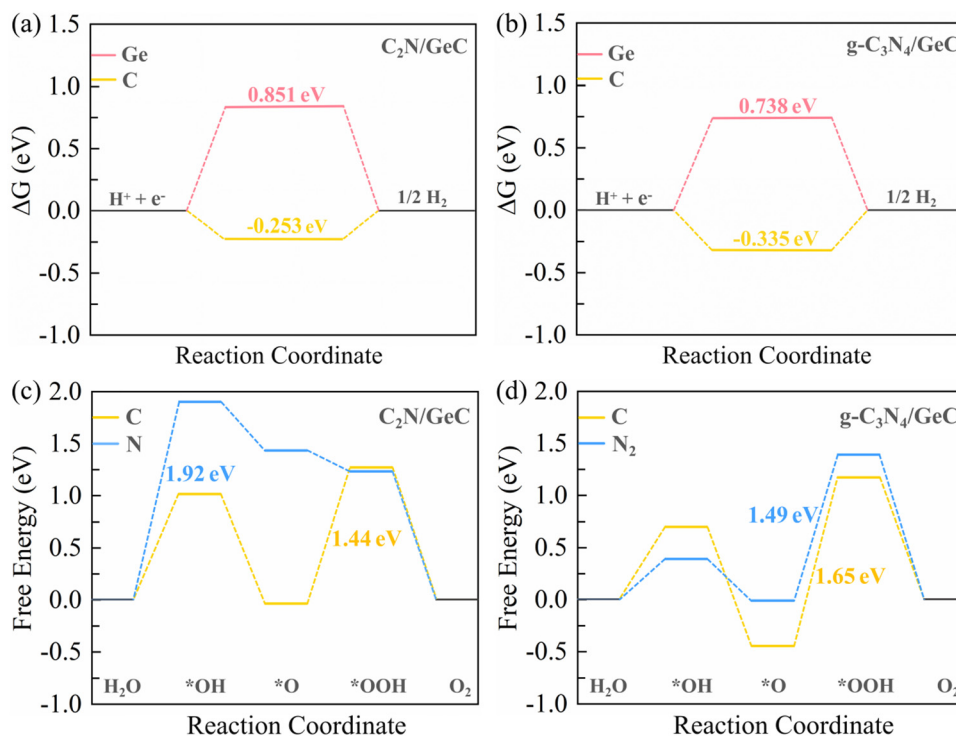 (a)
C₂N/GeC
Ge
C
0.851 eV
H⁺ + e⁻
1/2 H₂
-0.253 eV
1.5
1.0
0.5
0.0
-0.5
-1.0
ΔG (eV)
Reaction Coordinate
(b)
g-C₃N₄/GeC
Ge
C
0.738 eV
H⁺ + e⁻
1/2 H₂
-0.335 eV
1.5
1.0
0.5
0.0
-0.5
-1.0
ΔG (eV)
Reaction Coordinate
(c)
C₂N/GeC
C
N
1.92 eV
1.44 eV
2.0
1.5
1.0
0.5
0.0
-0.5
-1.0
Free Energy (eV)
H₂O *OH *O *OOH O₂
Reaction Coordinate
(d)
g-C₃N₄/GeC
C
N₂
1.49 eV
1.65 eV
2.0
1.5
1.0
0.5
0.0
-0.5
-1.0
Free Energy (eV)
H₂O *OH *O *OOH O₂
Reaction Coordinate